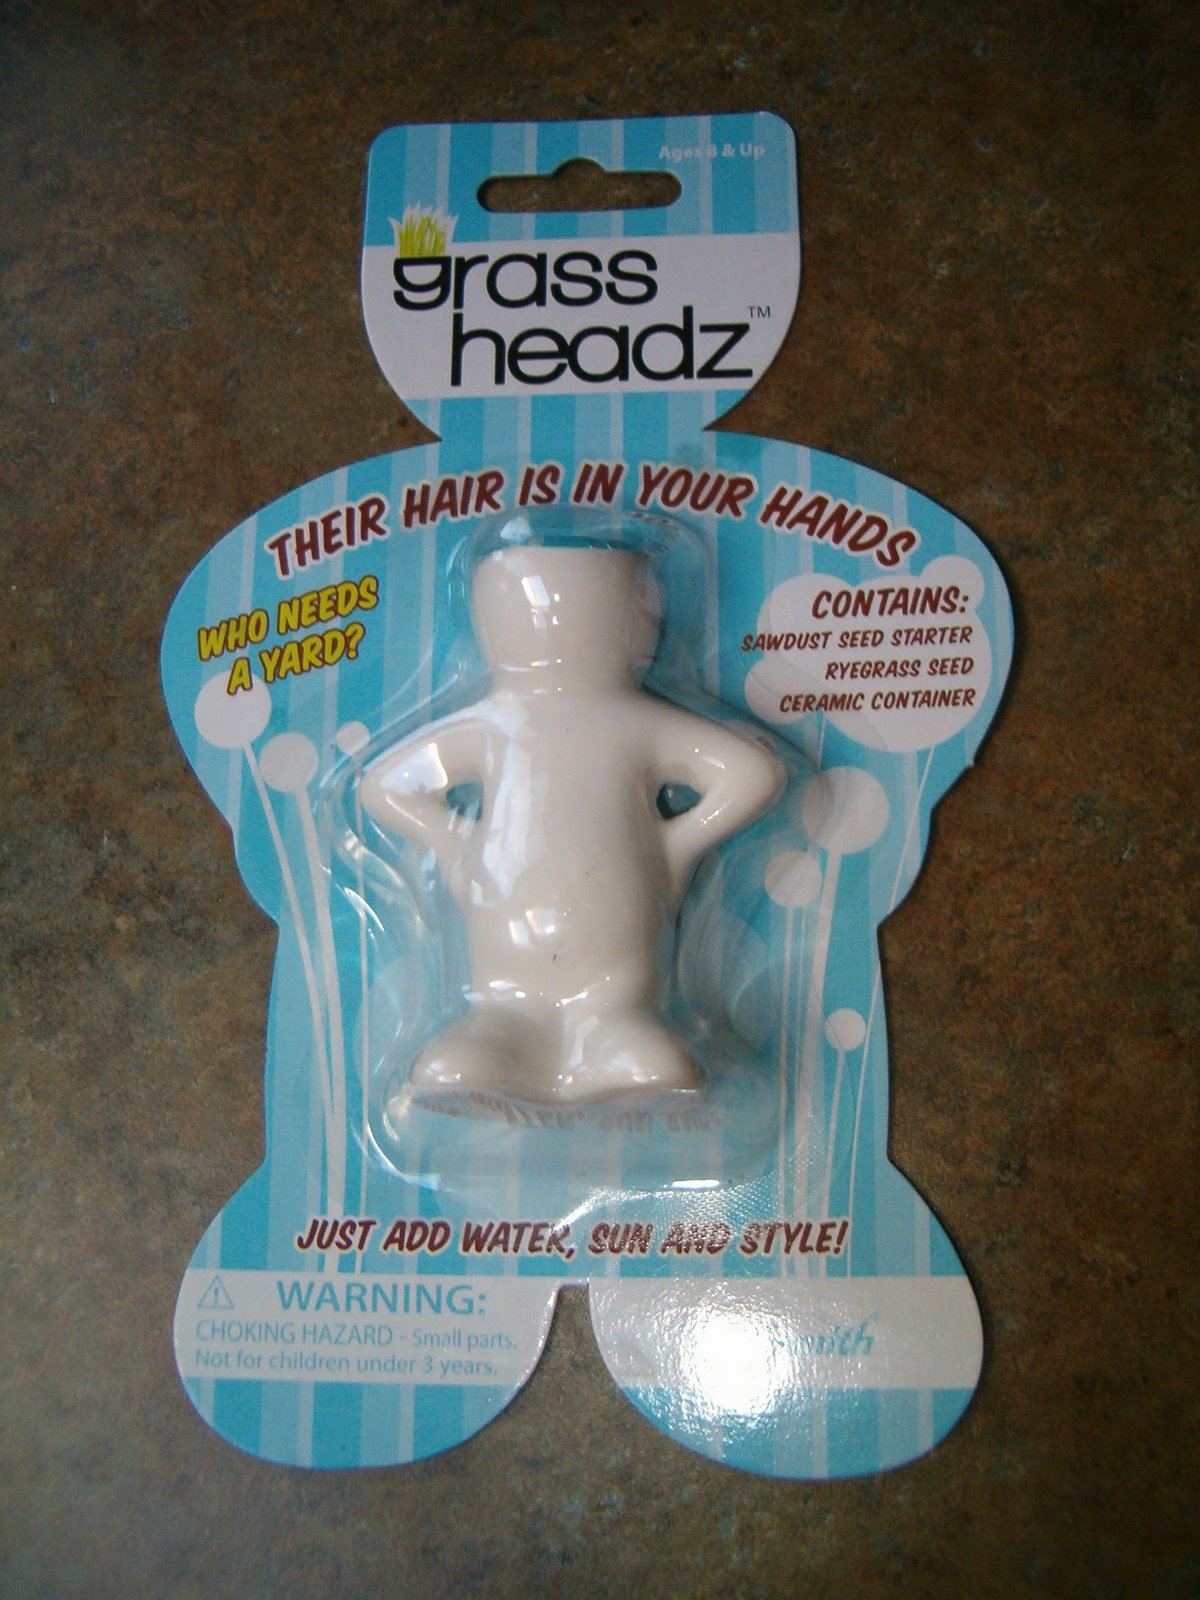 Ages 8 & Up
grass
headz™
THEIR HAIR IS IN YOUR HANDS
WHO NEEDS
A YARD?
CONTAINS:
SAWDUST SEED STARTER
RYEGRASS SEED
CERAMIC CONTAINER
JUST ADD WATER, SUN AND STYLE!
WARNING:
CHOKING HAZARD - Small parts.
Not for children under 3 years.